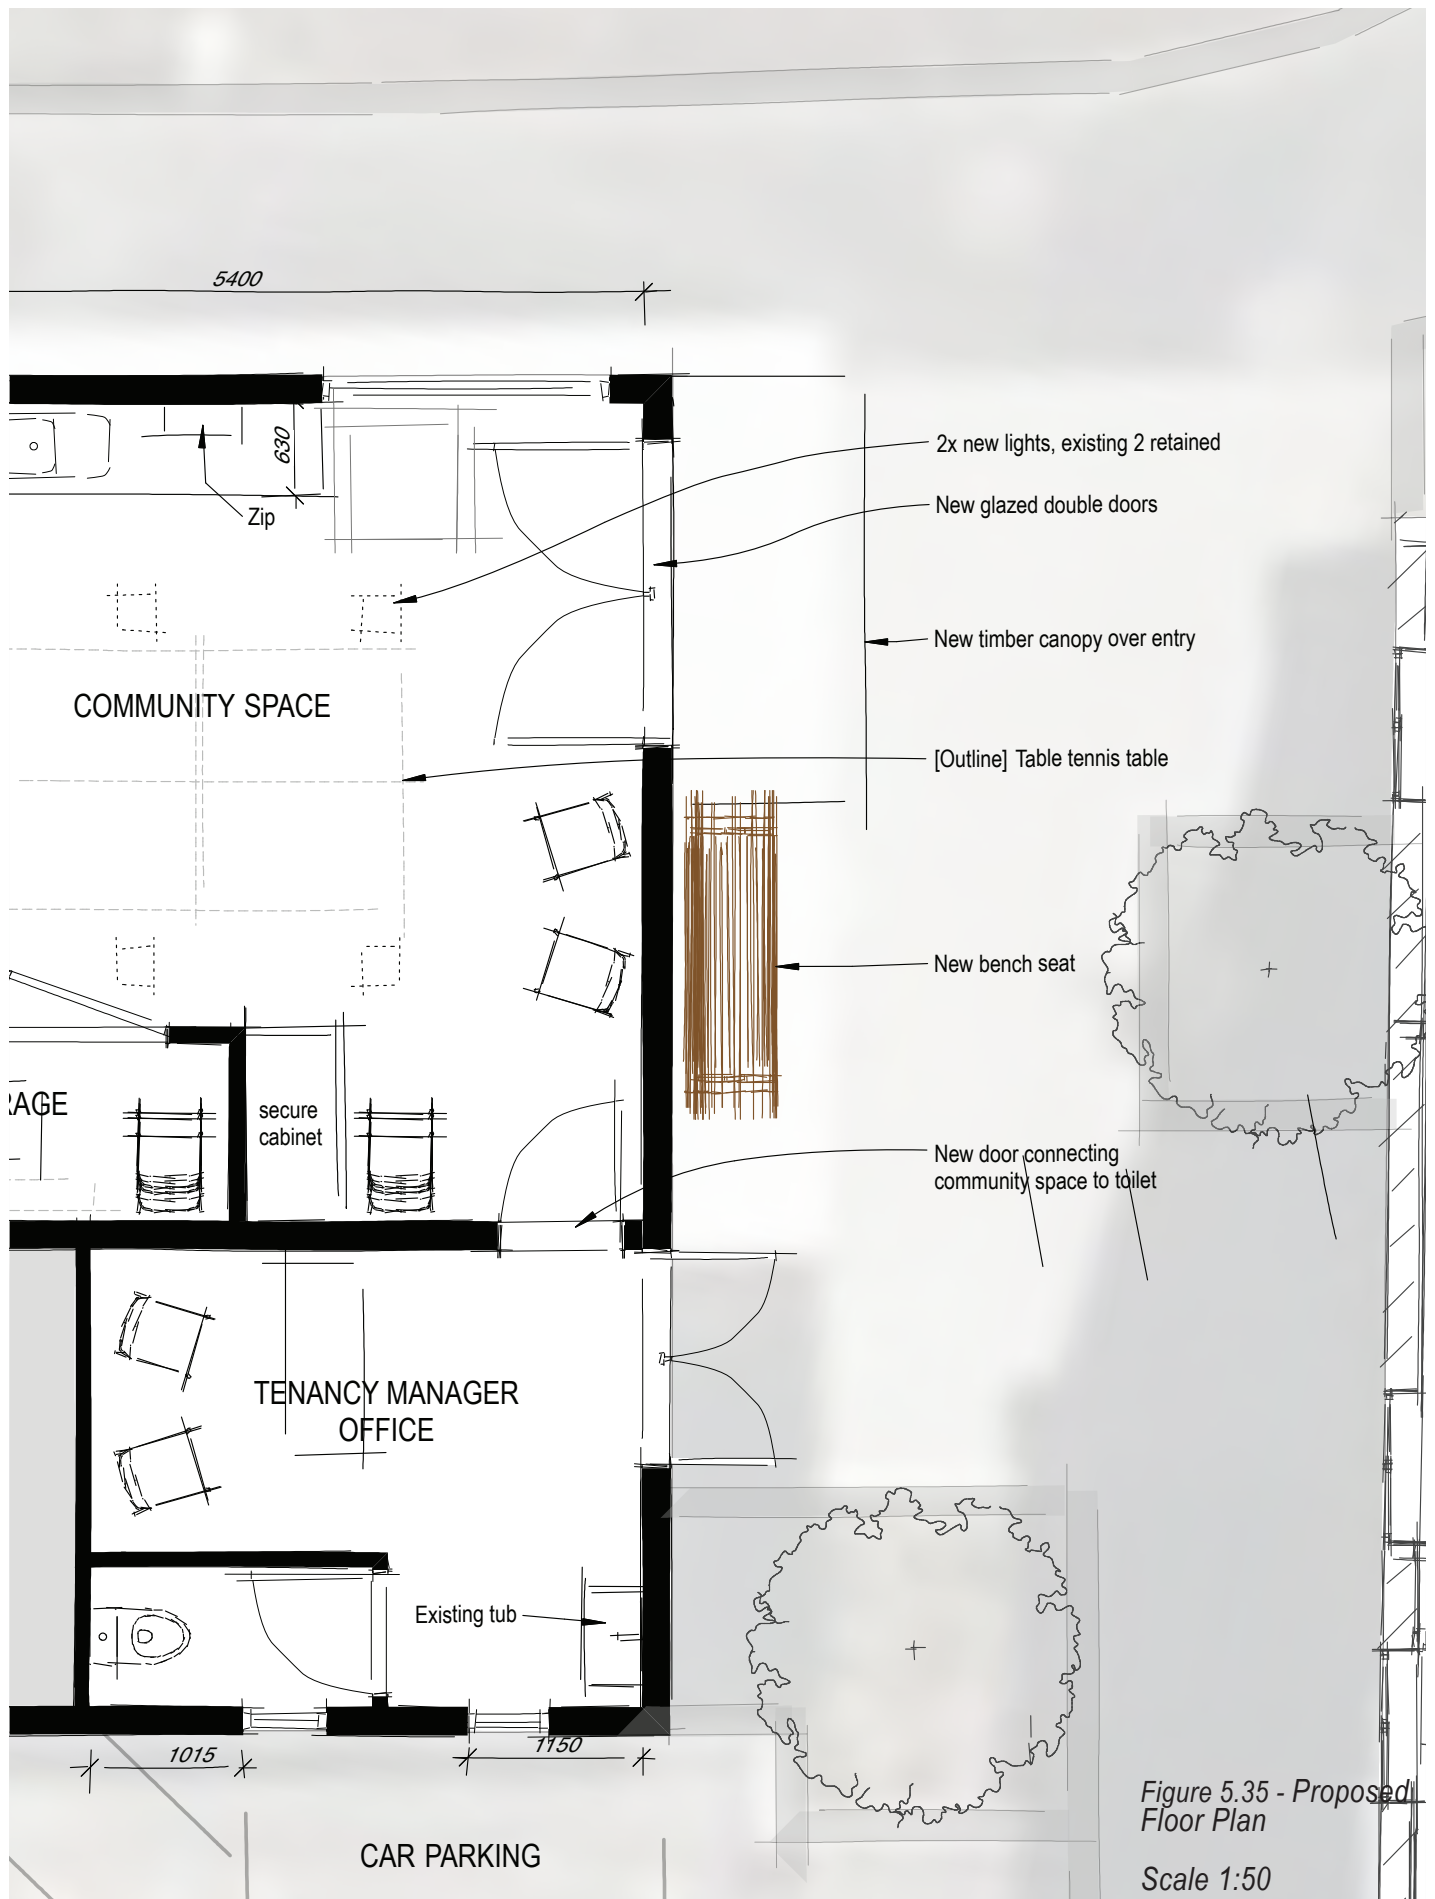 5400
630
Zip
2x new lights, existing 2 retained
New glazed double doors
New timber canopy over entry
COMMUNITY SPACE
[Outline] Table tennis table
New bench seat
RAGE
secure
cabinet
New door connecting
community space to toilet
TENANCY MANAGER
OFFICE
Existing tub
1015
1150
CAR PARKING
Figure 5.35 - Proposed
Floor Plan
Scale 1:50